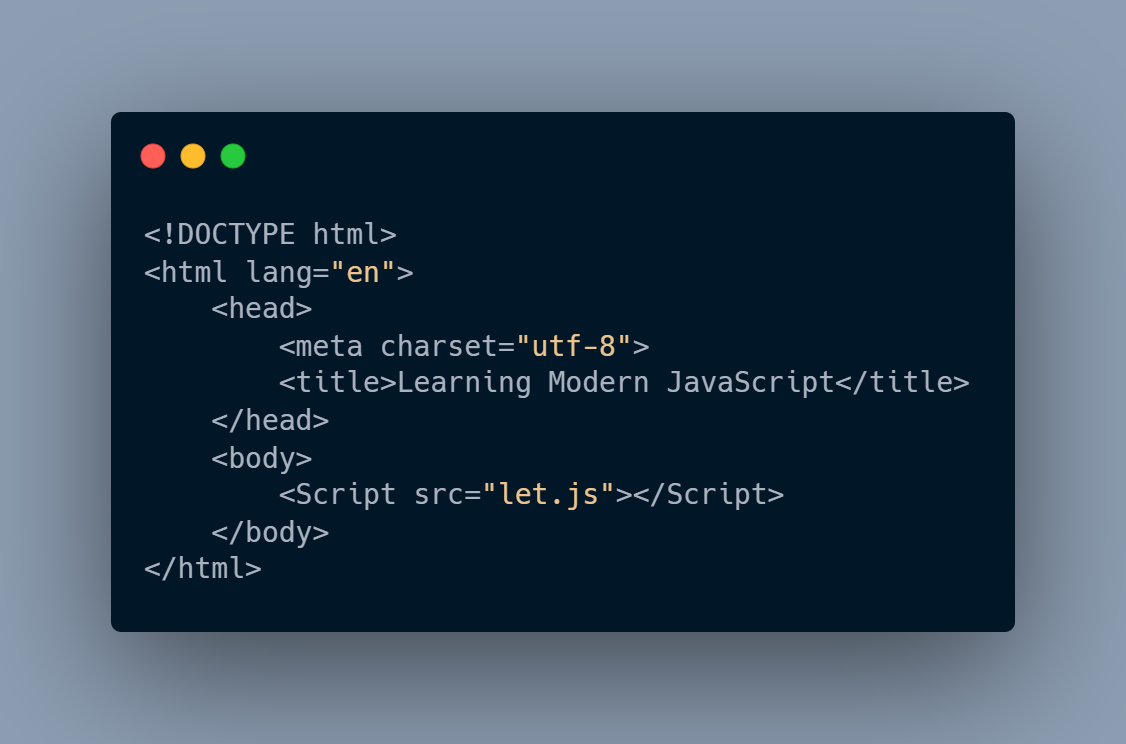 <!DOCTYPE html>
<html lang="en">
    <head>
        <meta charset="utf-8">
        <title>Learning Modern JavaScript</title>
    </head>
    <body>
        <Script src="let.js"></Script>
    </body>
</html>